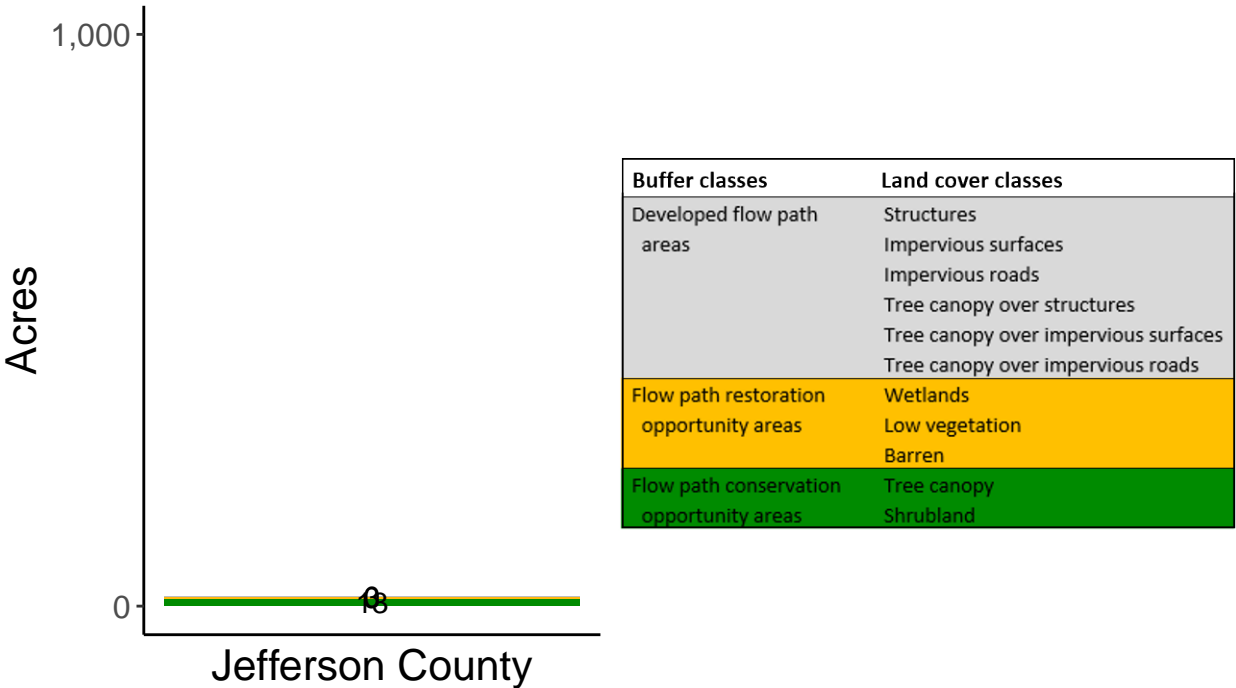 1,000
Acres
0
Jefferson County
Buffer classes Land cover classes
Developed flow path Structures
areas Impervious surfaces
Impervious roads
Tree canopy over structures
Tree canopy over impervious surfaces
Tree canopy over impervious roads
Flow path restoration Wetlands
opportunity areas Low vegetation
Barren
Flow path conservation Tree canopy
opportunity areas Shrubland